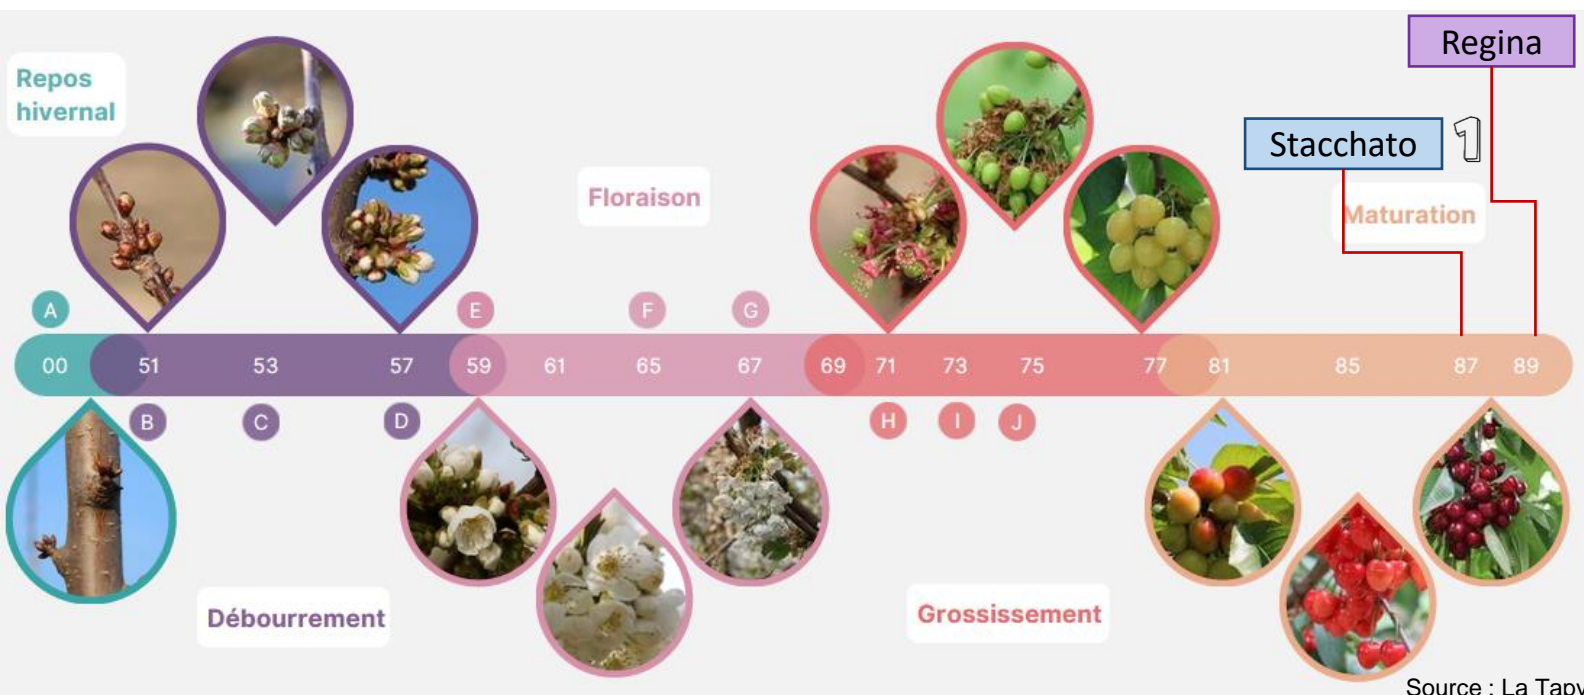 Regina
Repos
hivernal
Stacchato 1
Floraison
Maturation
A E F G
00 51 53 57 59 61 65 67 69 71 73 75 77 81 85 87 89
B C D H I J
Débourrement
Grossissement
Source : La Tapy